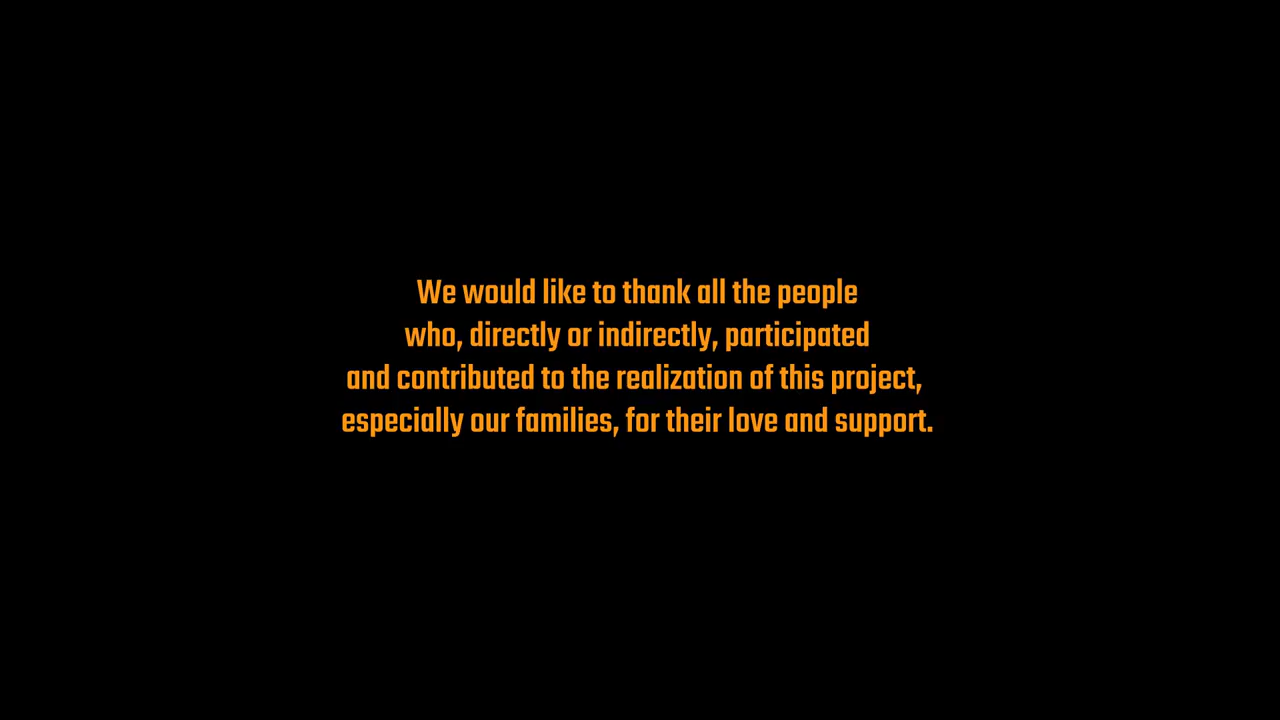 We would like to thank all the people
who, directly or indirectly, participated
and contributed to the realization of this project,
especially our families, for their love and support.